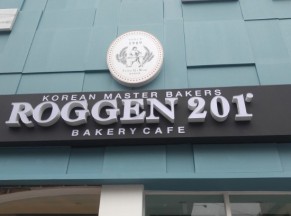 KOREAN MASTER BAKERS
ROGGEN 201°
BAKERY CAFE